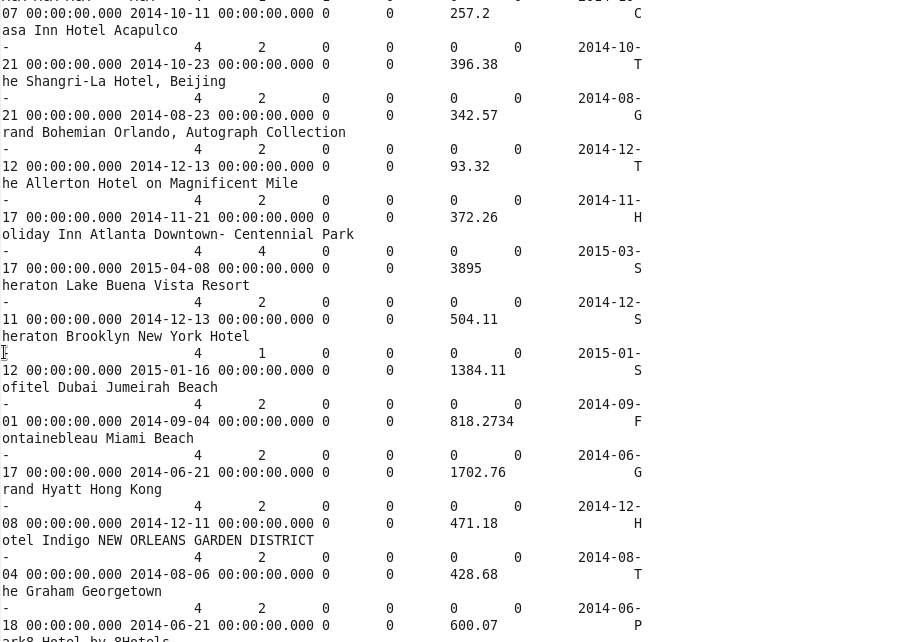 07 00:00:00.000 2014-10-11 00:00:00.000 0 0 257.2 C
asa Inn Hotel Acapulco
- 4 2 0 0 0 0 2014-10-
21 00:00:00.000 2014-10-23 00:00:00.000 0 0 396.38 T
he Shangri-La Hotel, Beijing
- 4 2 0 0 0 0 2014-08-
21 00:00:00.000 2014-08-23 00:00:00.000 0 0 342.57 G
rand Bohemian Orlando, Autograph Collection
- 4 2 0 0 0 0 2014-12-
12 00:00:00.000 2014-12-13 00:00:00.000 0 0 93.32 T
he Allerton Hotel on Magnificent Mile
- 4 2 0 0 0 0 2014-11-
17 00:00:00.000 2014-11-21 00:00:00.000 0 0 372.26 H
oliday Inn Atlanta Downtown- Centennial Park
- 4 4 0 0 0 0 2015-03-
17 00:00:00.000 2015-04-08 00:00:00.000 0 0 3895 S
heraton Lake Buena Vista Resort
- 4 2 0 0 0 0 2014-12-
11 00:00:00.000 2014-12-13 00:00:00.000 0 0 504.11 S
heraton Brooklyn New York Hotel
- 4 1 0 0 0 0 2015-01-
12 00:00:00.000 2015-01-16 00:00:00.000 0 0 1384.11 S
ofitel Dubai Jumeirah Beach
- 4 2 0 0 0 0 2014-09-
01 00:00:00.000 2014-09-04 00:00:00.000 0 0 818.2734 F
ontainebleau Miami Beach
- 4 2 0 0 0 0 2014-06-
17 00:00:00.000 2014-06-21 00:00:00.000 0 0 1702.76 G
rand Hyatt Hong Kong
- 4 2 0 0 0 0 2014-12-
08 00:00:00.000 2014-12-11 00:00:00.000 0 0 471.18 H
otel Indigo NEW ORLEANS GARDEN DISTRICT
- 4 2 0 0 0 0 2014-08-
04 00:00:00.000 2014-08-06 00:00:00.000 0 0 428.68 T
he Graham Georgetown
- 4 2 0 0 0 0 2014-06-
18 00:00:00.000 2014-06-21 00:00:00.000 0 0 600.07 P
ark8 Hotel by 8Hotels